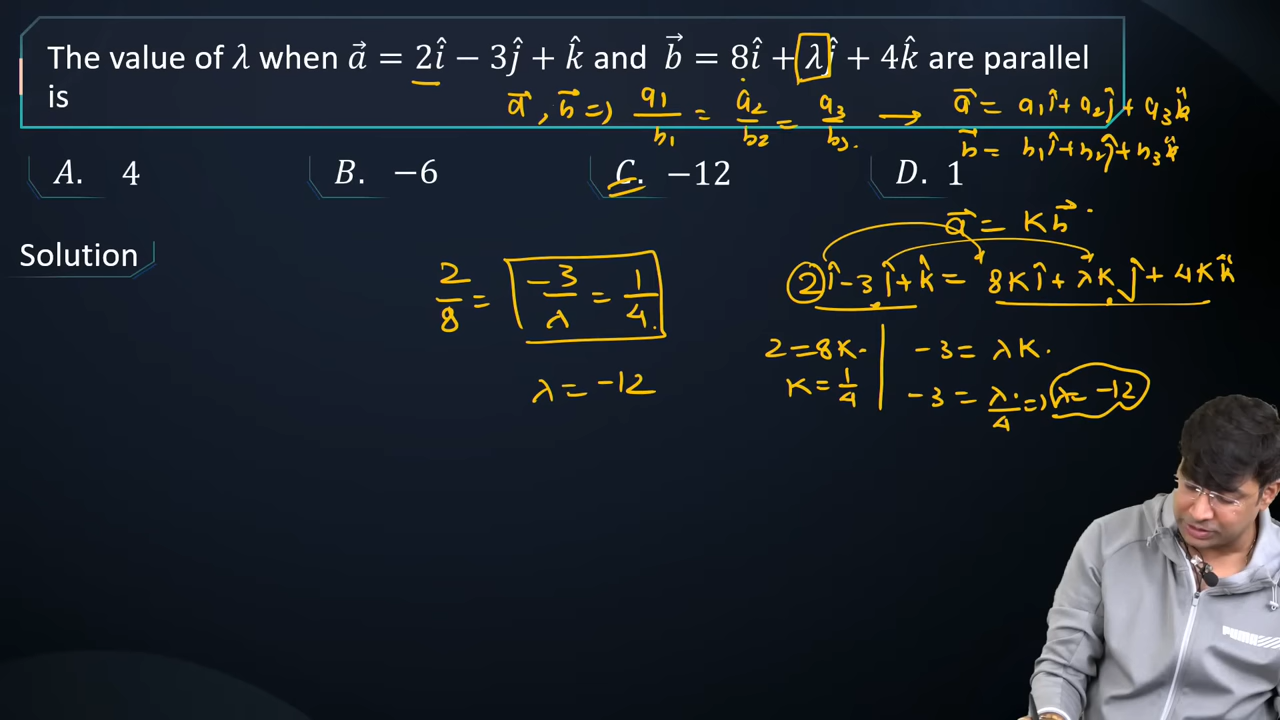 The value of λ when a⃗ = 2î − 3ĵ + k̂ and b⃗ = 8î + λĵ + 4k̂ are parallel
is
a⃗, b⃗ ⇒ a₁/b₁ = a₂/b₂ = a₃/b₃. → a⃗ = a₁î + a₂ĵ + a₃k̂
b⃗ = b₁î + b₂ĵ + b₃k̂
A. 4 B. −6 C. −12 D. 1
a⃗ = Kb⃗
Solution
2/8 = −3/λ = 1/4
2î − 3ĵ + k̂ = 8Kî + λKĵ + 4Kk̂
λ = −12
2 = 8K.
K = 1/4
−3 = λK.
−3 = λ/4 ⇒ λ = −12
PUMA